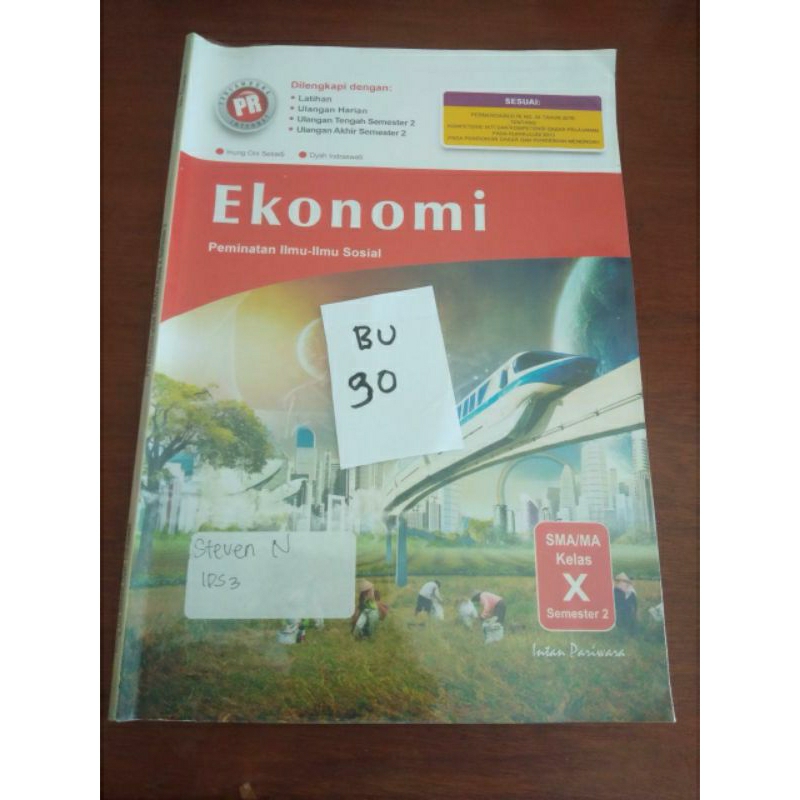 PR
Dilengkapi dengan:
• Latihan
• Ulangan Harian
• Ulangan Tengah Semester 2
• Ulangan Akhir Semester 2
SESUAI:
Ekonomi
Peminatan Ilmu-Ilmu Sosial
BU
90
Steven N
IPS3
SMA/MA
Kelas
X
Semester 2
Intan Pariwara